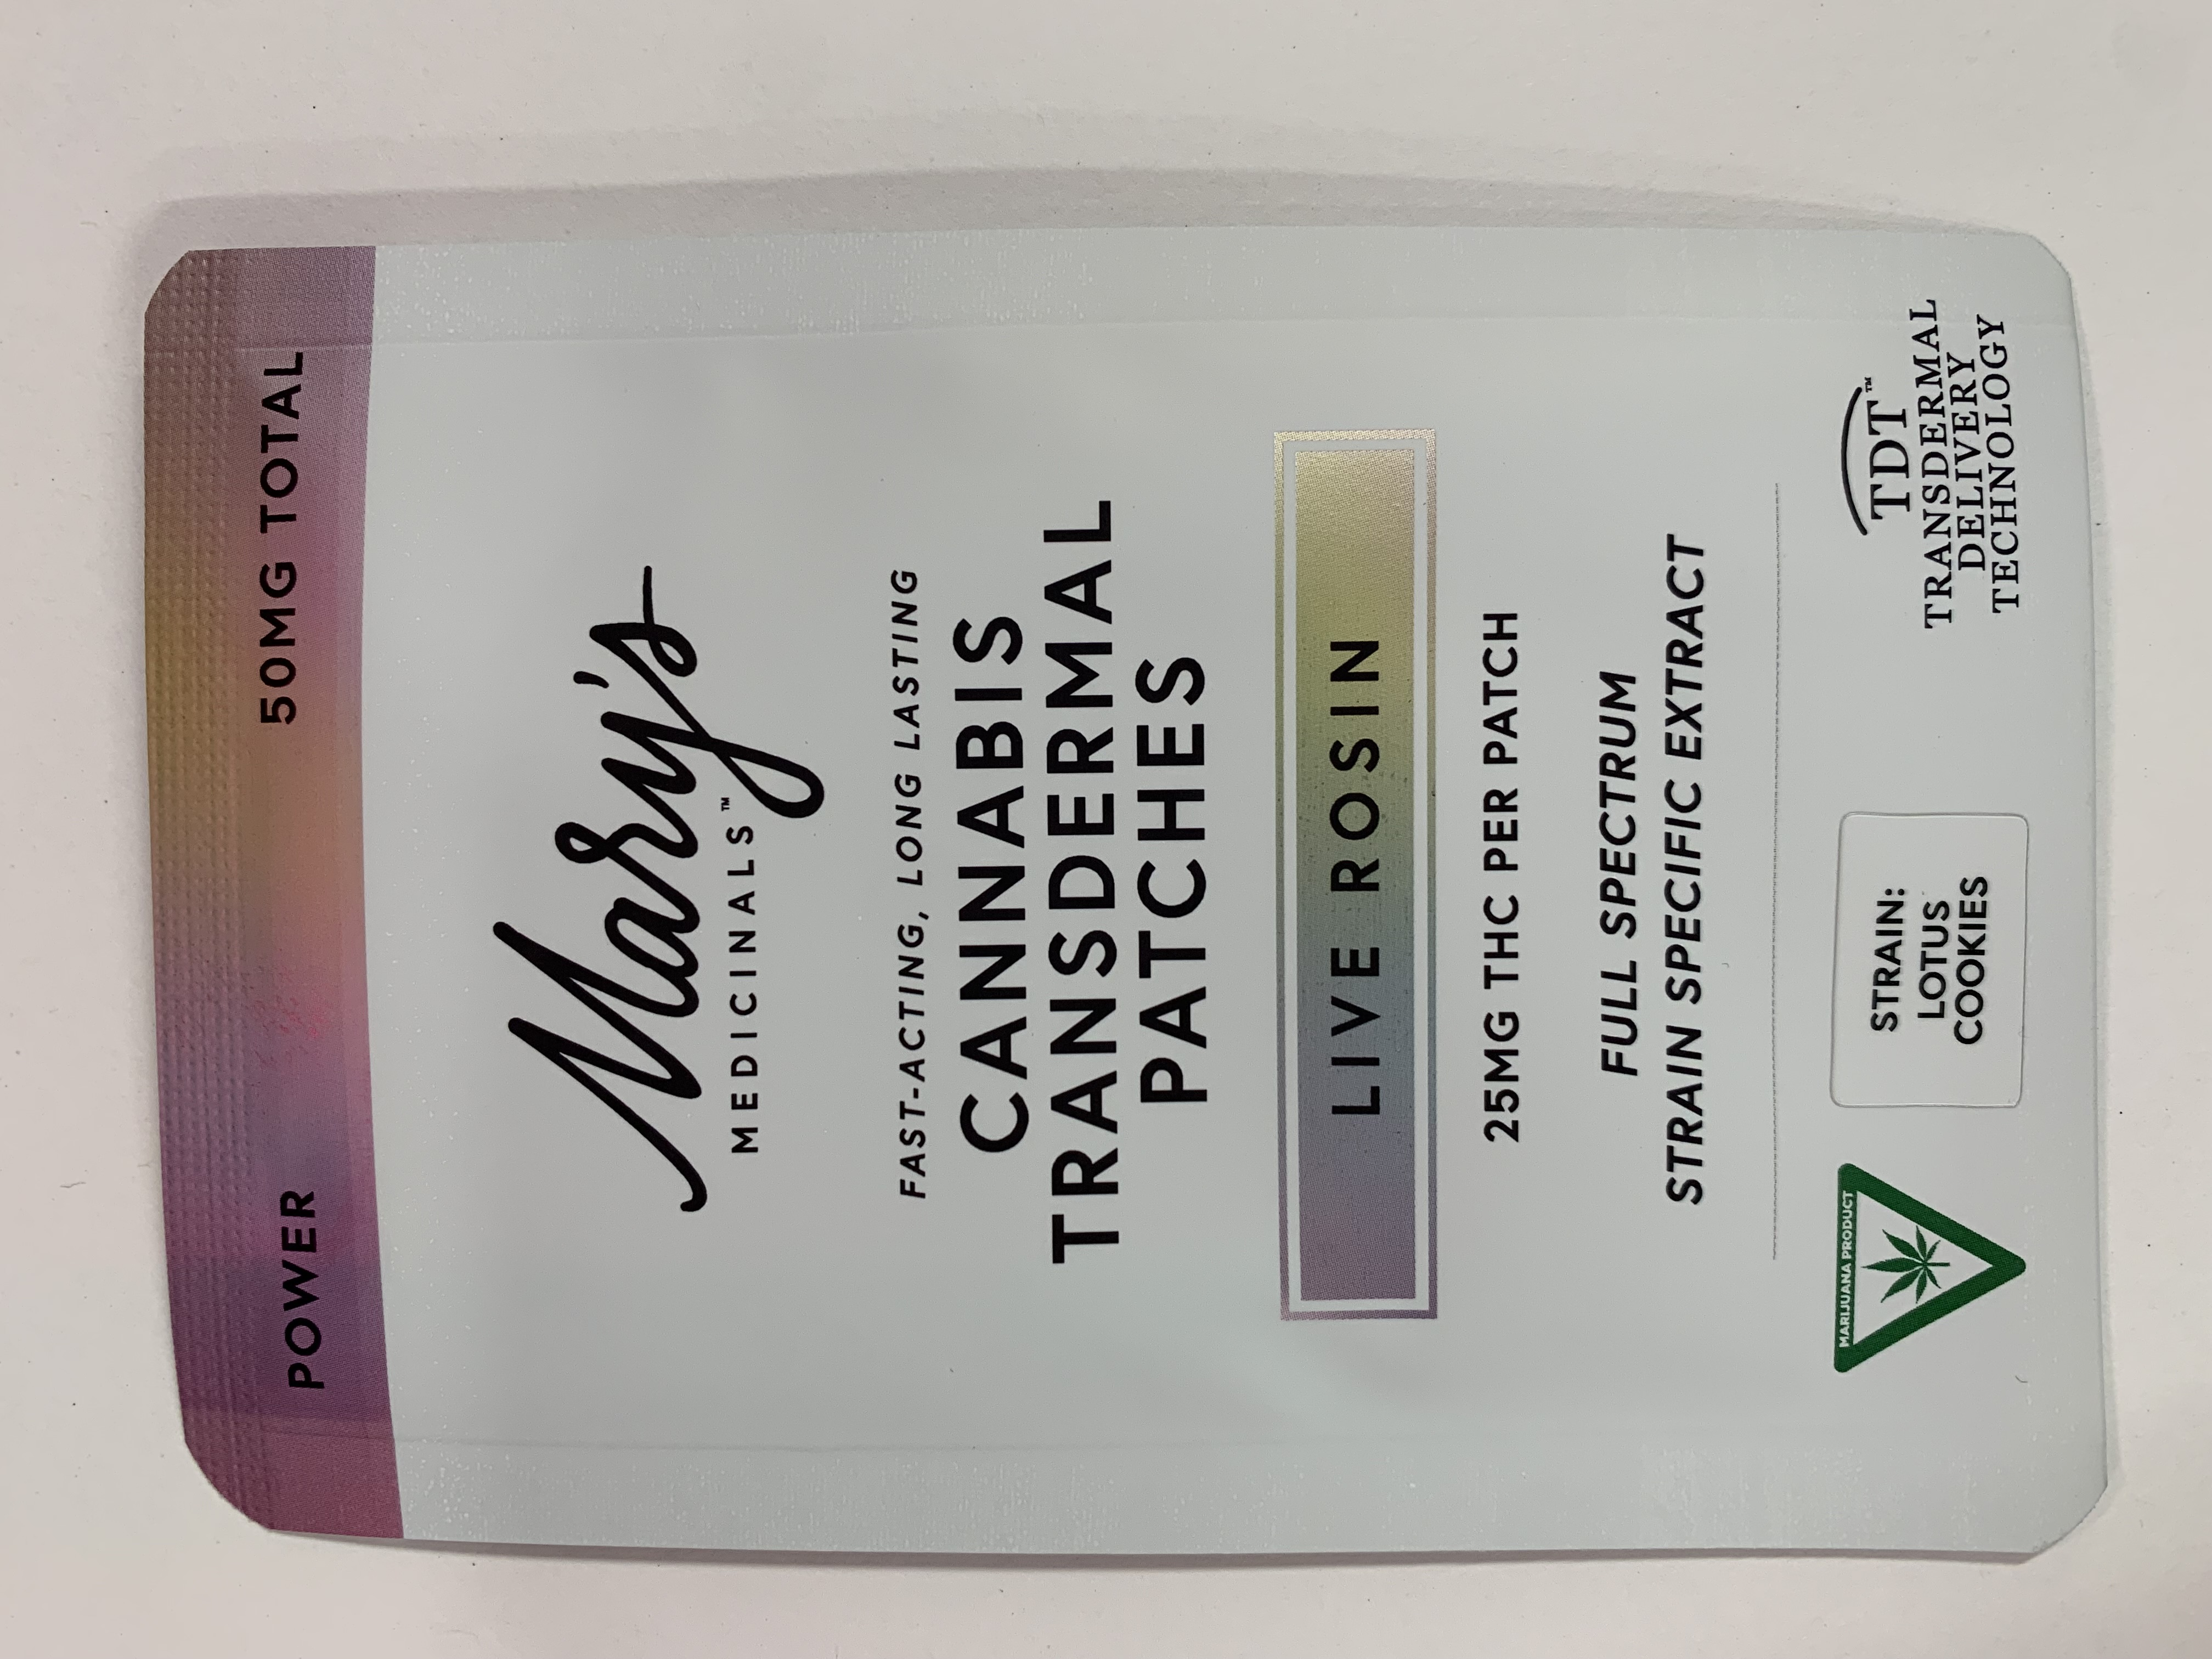 POWER 50MG TOTAL
Mary's
MEDICINALS™
FAST-ACTING, LONG LASTING
CANNABIS
TRANSDERMAL
PATCHES
LIVE ROSIN
25MG THC PER PATCH
FULL SPECTRUM
STRAIN SPECIFIC EXTRACT
MARIJUANA PRODUCT
STRAIN:
LOTUS
COOKIES
TDT™
TRANSDERMAL
DELIVERY
TECHNOLOGY